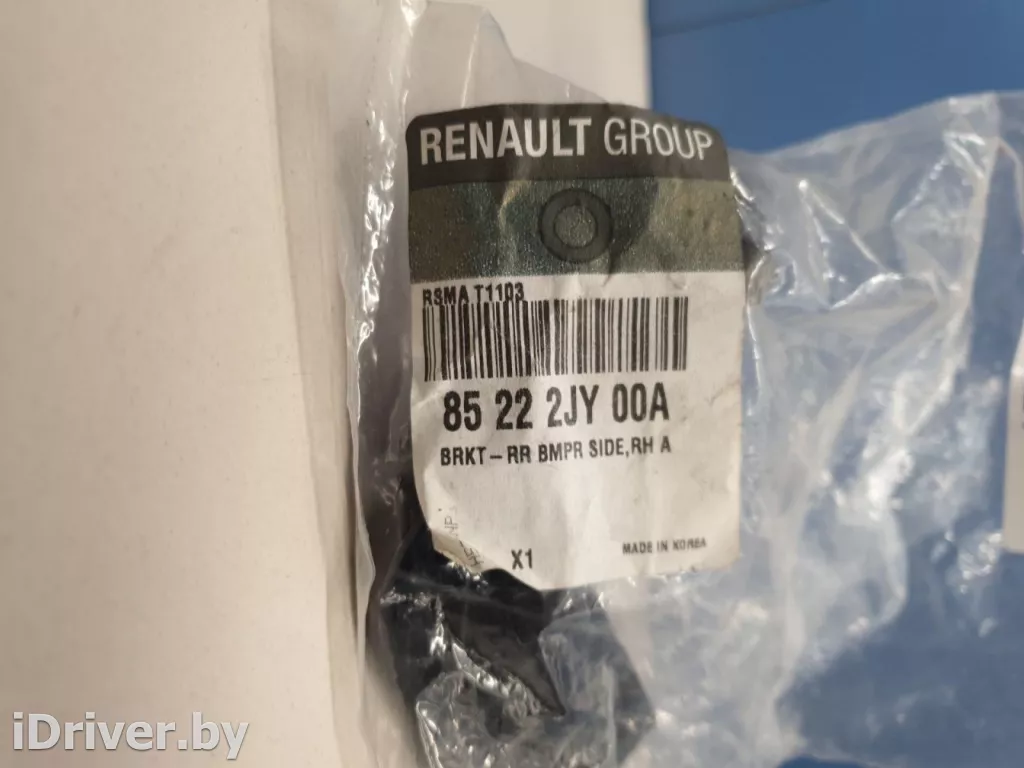 RENAULT GROUP
RSMA T1103
85 22 2JY 00A
BRKT-RR BMPR SIDE,RH A
X1
MADE IN KOREA
iDriver.by